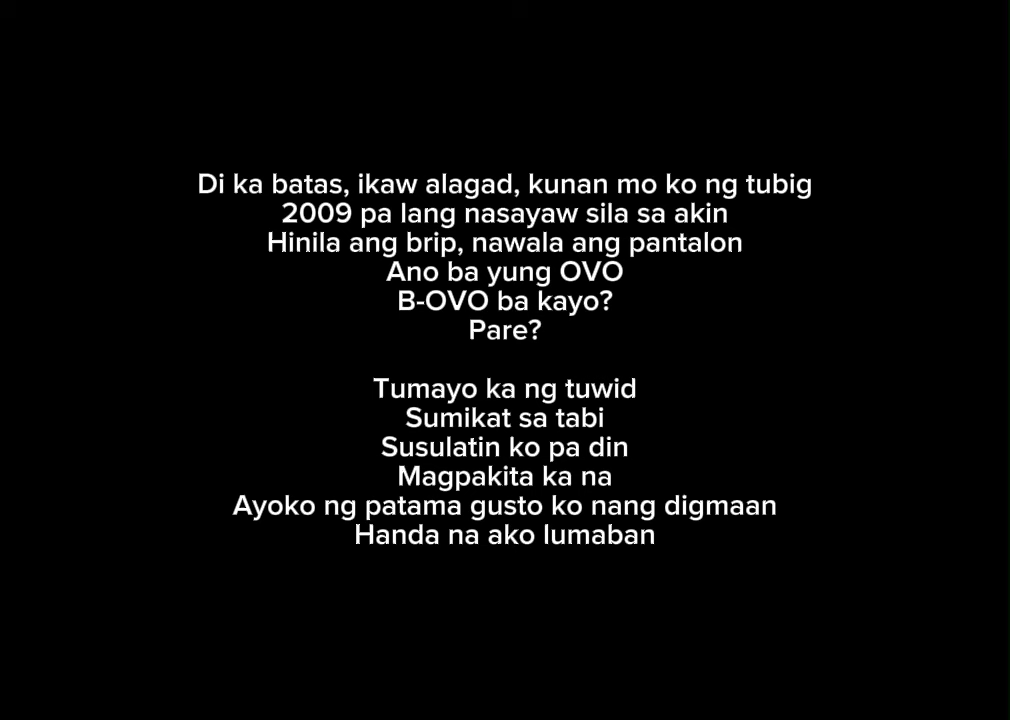 Di ka batas, ikaw alagad, kunan mo ko ng tubig
2009 pa lang nasayaw sila sa akin
Hinila ang brip, nawala ang pantalon
Ano ba yung OVO
B-OVO ba kayo?
Pare?
Tumayo ka ng tuwid
Sumikat sa tabi
Susulatin ko pa din
Magpakita ka na
Ayoko ng patama gusto ko nang digmaan
Handa na ako lumaban